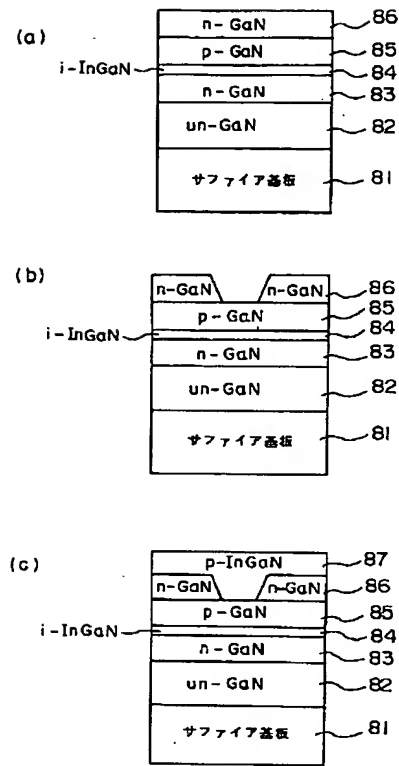 (a)
n-GaN 86
p-GaN 85
i-InGaN 84
n-GaN 83
un-GaN 82
サファイア基板 81
(b)
n-GaN n-GaN 86
p-GaN 85
i-InGaN 84
n-GaN 83
un-GaN 82
サファイア基板 81
(c)
p-InGaN 87
n-GaN n-GaN 86
p-GaN 85
i-InGaN 84
n-GaN 83
un-GaN 82
サファイア基板 81